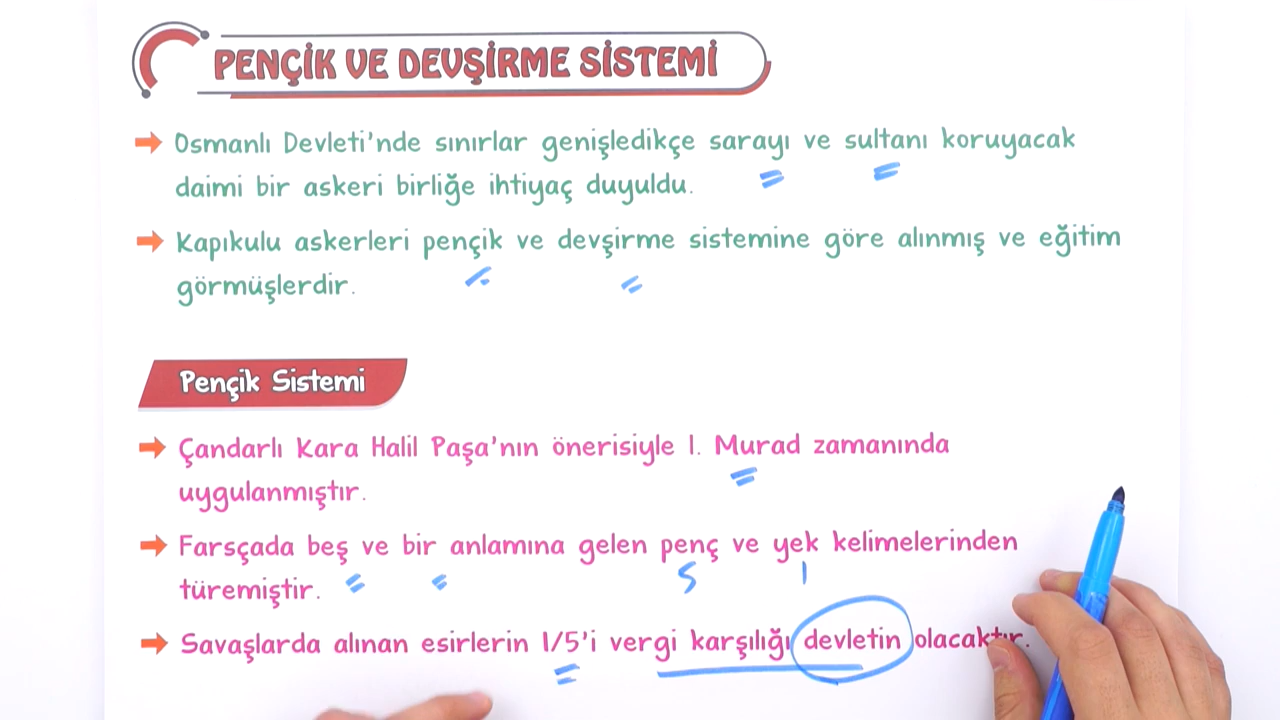 PENÇİK VE DEVŞİRME SİSTEMİ
Osmanlı Devleti'nde sınırlar genişledikçe sarayı ve sultanı koruyacak
daimi bir askeri birliğe ihtiyaç duyuldu.
Kapıkulu askerleri pençik ve devşirme sistemine göre alınmış ve eğitim
görmüşlerdir.
Pençik Sistemi
Çandarlı Kara Halil Paşa'nın önerisiyle I. Murad zamanında
uygulanmıştır.
Farsçada beş ve bir anlamına gelen penç ve yek kelimelerinden
türemiştir.
5 1
Savaşlarda alınan esirlerin 1/5'i vergi karşılığı devletin olacaktır.